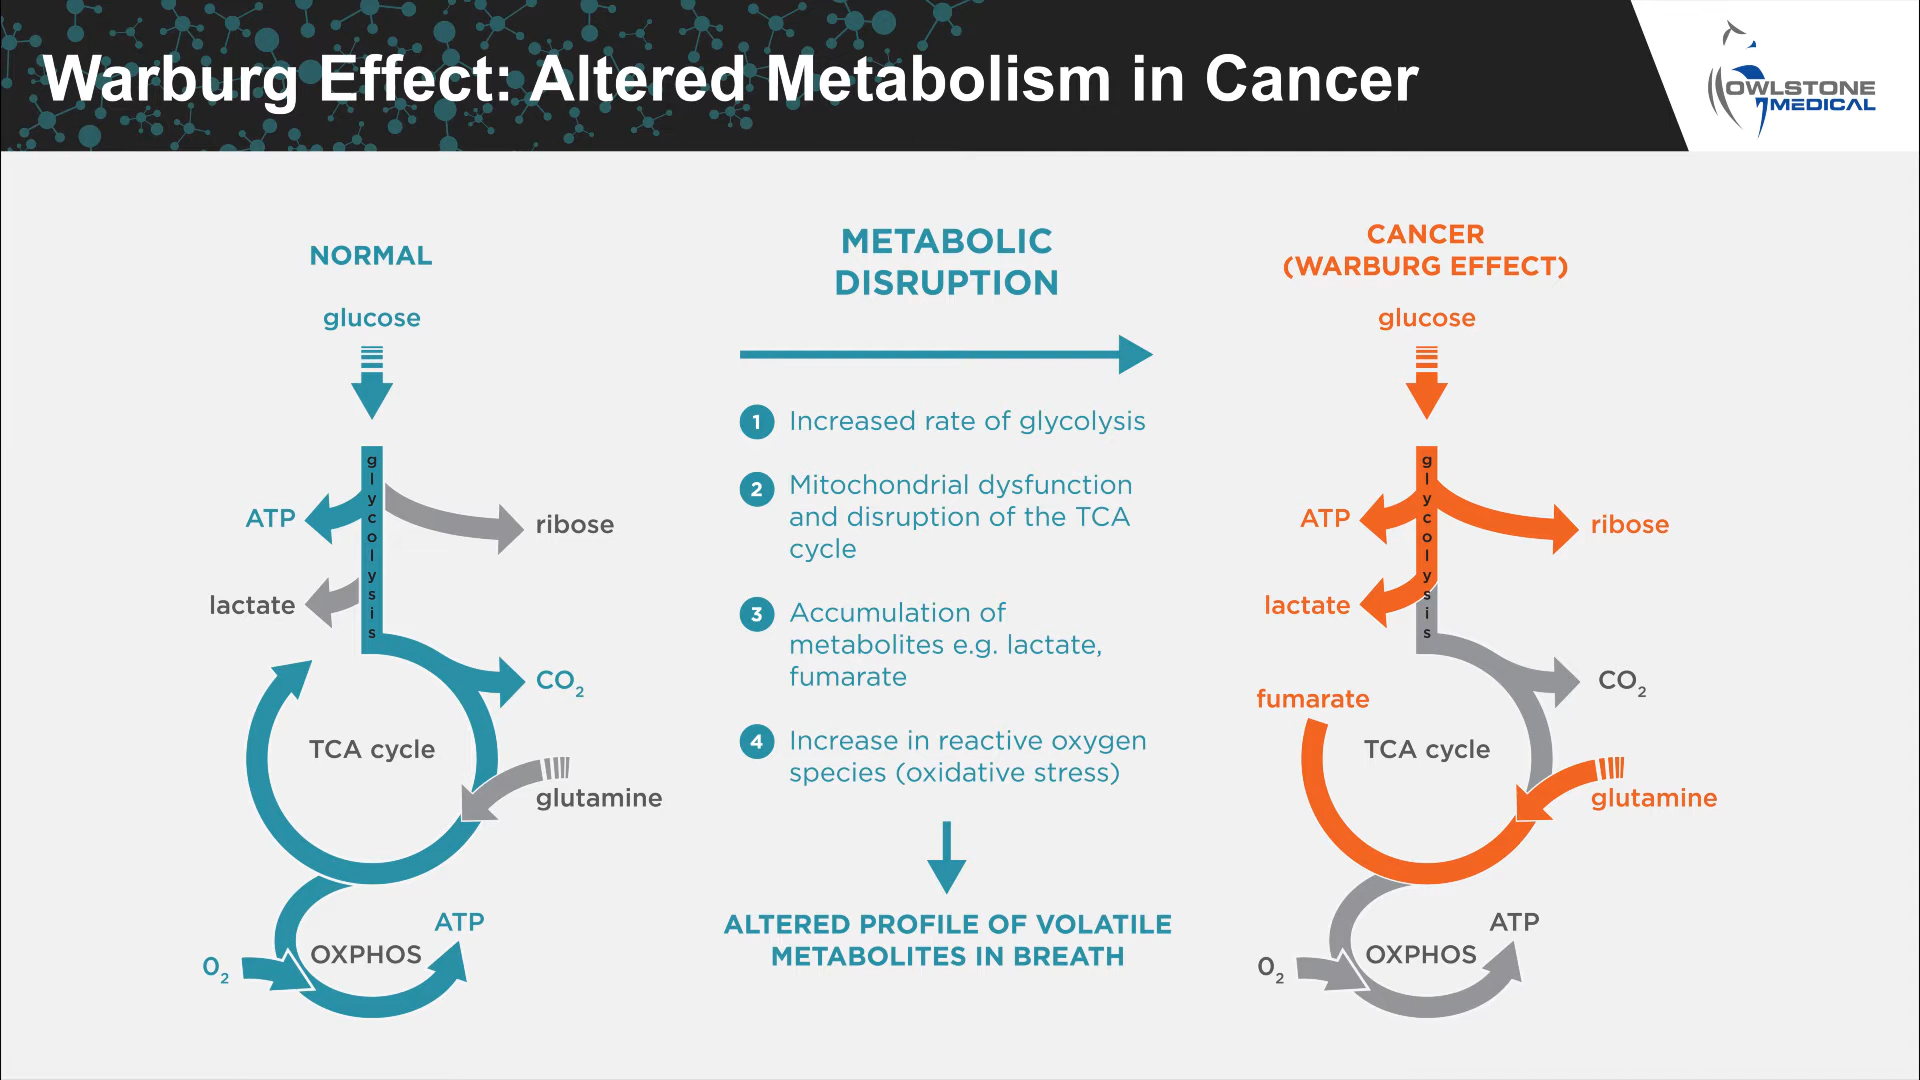 Warburg Effect: Altered Metabolism in Cancer
OWLSTONE
MEDICAL
NORMAL
glucose
glycolysis
ATP
ribose
lactate
CO2
TCA cycle
glutamine
ATP
OXPHOS
O2
METABOLIC
DISRUPTION
1 Increased rate of glycolysis
2 Mitochondrial dysfunction
and disruption of the TCA
cycle
3 Accumulation of
metabolites e.g. lactate,
fumarate
4 Increase in reactive oxygen
species (oxidative stress)
ALTERED PROFILE OF VOLATILE
METABOLITES IN BREATH
CANCER
(WARBURG EFFECT)
glucose
glycolysis
ATP
ribose
lactate
CO2
fumarate
TCA cycle
glutamine
ATP
OXPHOS
O2